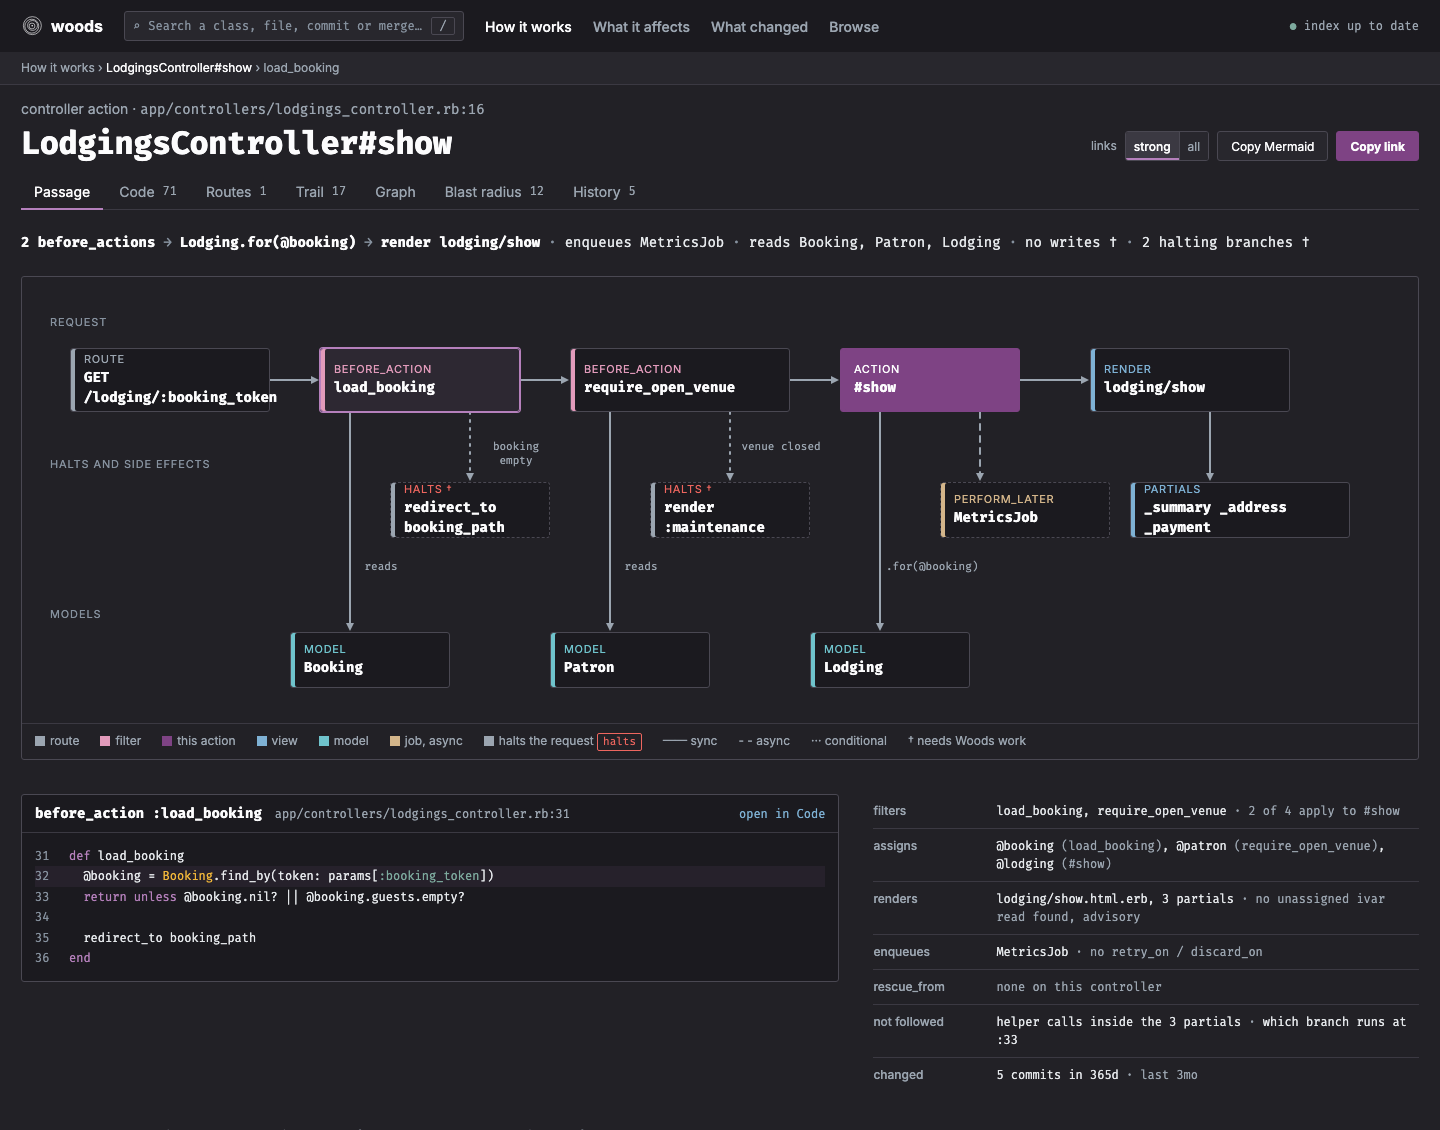 woods
Search a class, file, commit or merge… /
How it works What it affects What changed Browse
index up to date
How it works › LodgingsController#show › load_booking
controller action · app/controllers/lodgings_controller.rb:16
LodgingsController#show
links strong all Copy Mermaid Copy link
Passage Code 71 Routes 1 Trail 17 Graph Blast radius 12 History 5
2 before_actions → Lodging.for(@booking) → render lodging/show · enqueues MetricsJob · reads Booking, Patron, Lodging · no writes † · 2 halting branches †
REQUEST
ROUTE
GET
/lodging/:booking_token
BEFORE_ACTION
load_booking
BEFORE_ACTION
require_open_venue
ACTION
#show
RENDER
lodging/show
booking
empty
venue closed
HALTS AND SIDE EFFECTS
HALTS †
redirect_to
booking_path
HALTS †
render
:maintenance
PERFORM_LATER
MetricsJob
PARTIALS
_summary _address
_payment
reads
reads
.for(@booking)
MODELS
MODEL
Booking
MODEL
Patron
MODEL
Lodging
route filter this action view model job, async halts the request halts sync - - async ··· conditional † needs Woods work
before_action :load_booking app/controllers/lodgings_controller.rb:31 open in Code
31 def load_booking
32 @booking = Booking.find_by(token: params[:booking_token])
33 return unless @booking.nil? || @booking.guests.empty?
34
35 redirect_to booking_path
36 end
filters load_booking, require_open_venue · 2 of 4 apply to #show
assigns @booking (load_booking), @patron (require_open_venue),
@lodging (#show)
renders lodging/show.html.erb, 3 partials · no unassigned ivar
read found, advisory
enqueues MetricsJob · no retry_on / discard_on
rescue_from none on this controller
not followed helper calls inside the 3 partials · which branch runs at
:33
changed 5 commits in 365d · last 3mo